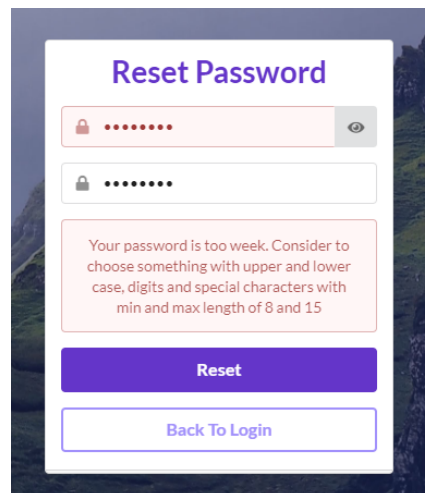 Reset Password
••••••••
••••••••
Your password is too week. Consider to
choose something with upper and lower
case, digits and special characters with
min and max length of 8 and 15
Reset
Back To Login